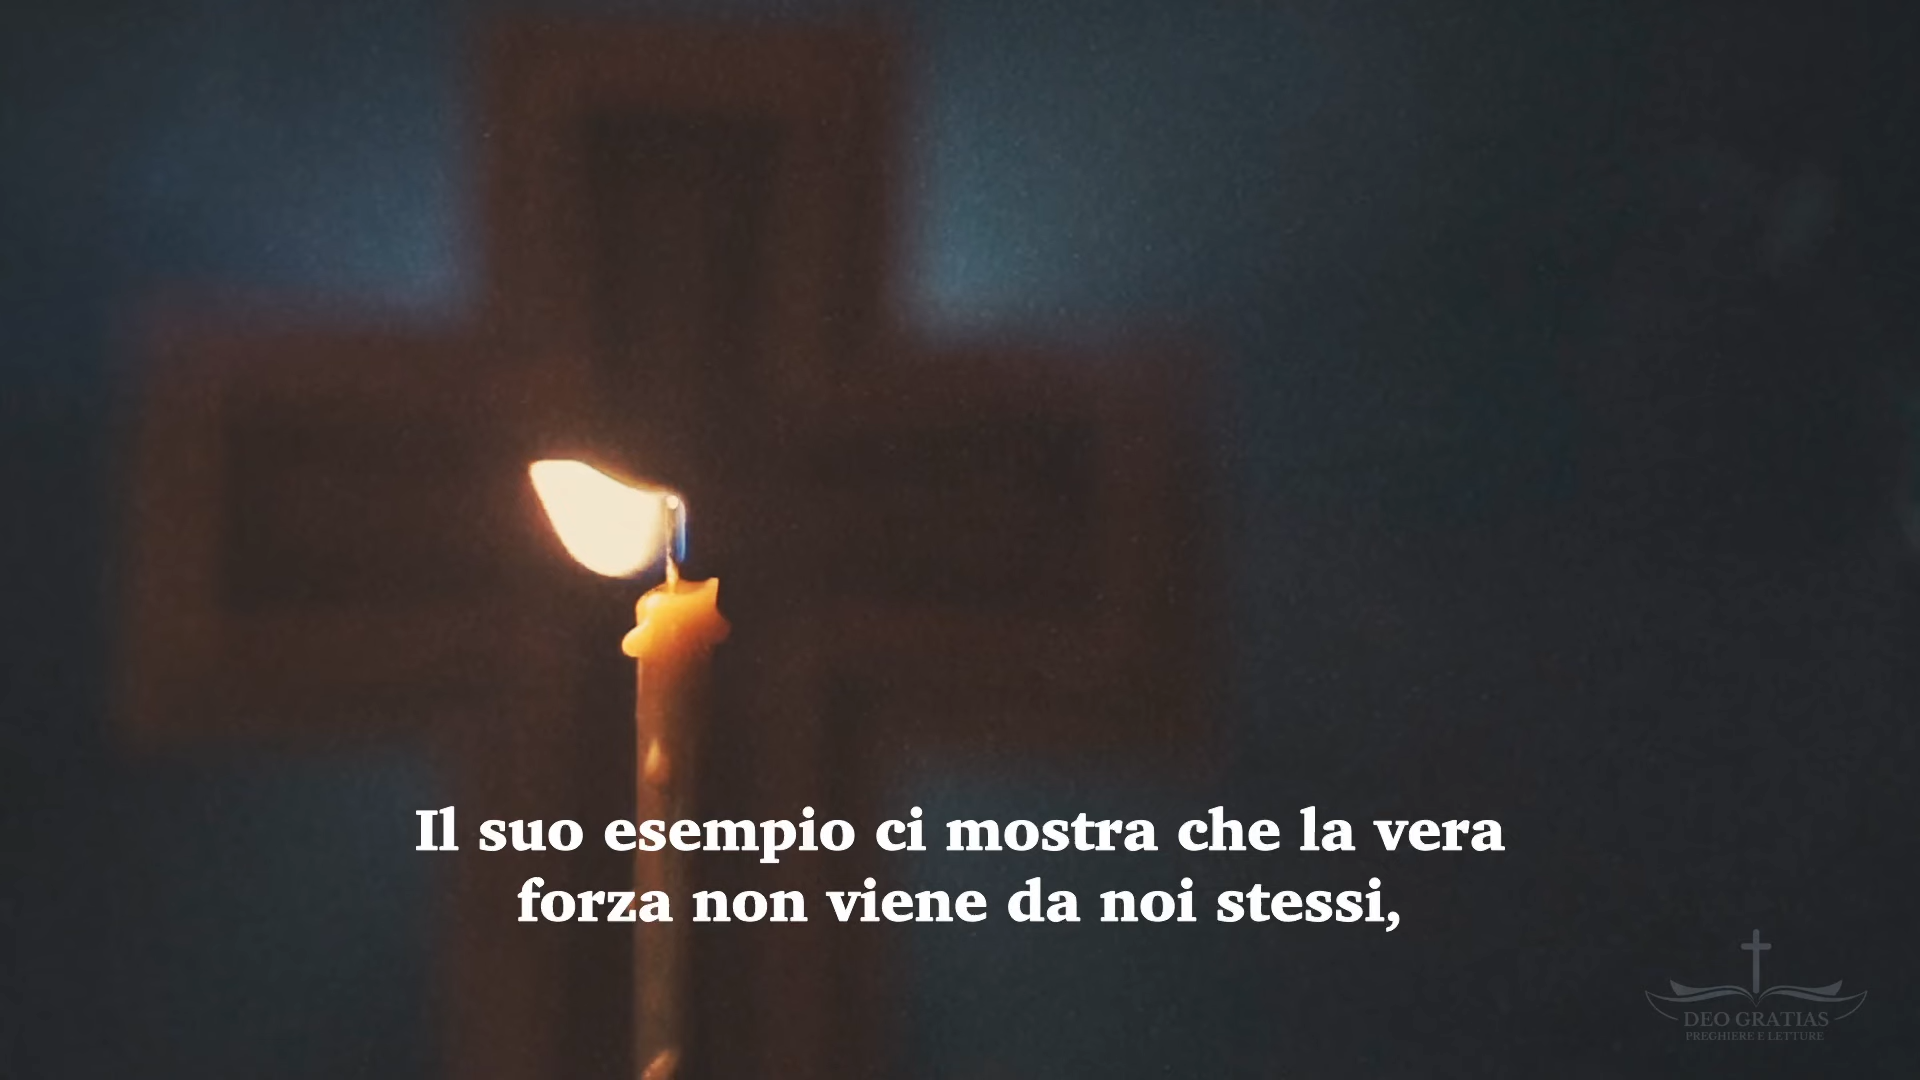 Il suo esempio ci mostra che la vera
forza non viene da noi stessi,
DEO GRATIAS
PREGHIERE E LETTURE